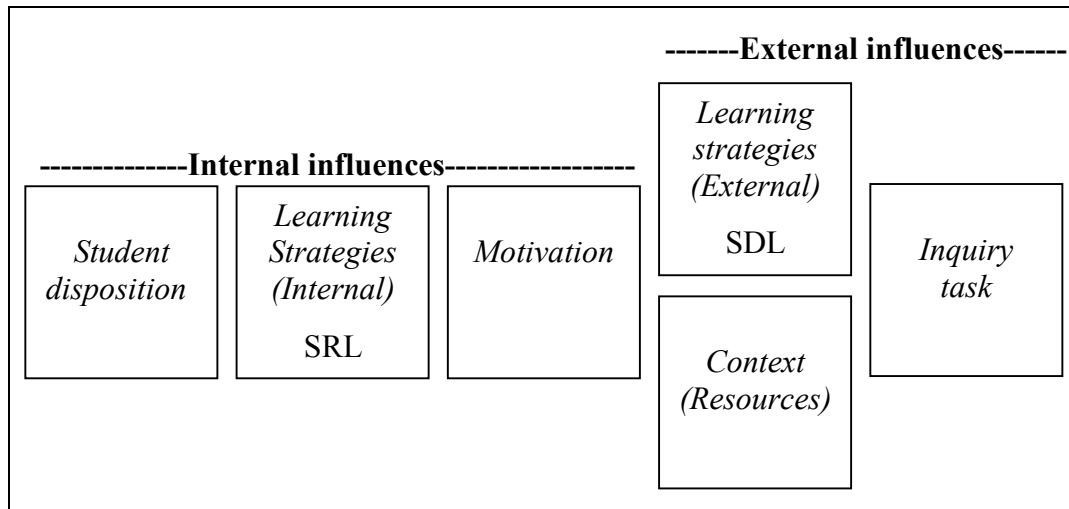 -------External influences------
Learning
strategies
(External)
SDL
-------------Internal influences-----------------
Student
disposition
Learning
Strategies
(Internal)
SRL
Motivation
Inquiry
task
Context
(Resources)